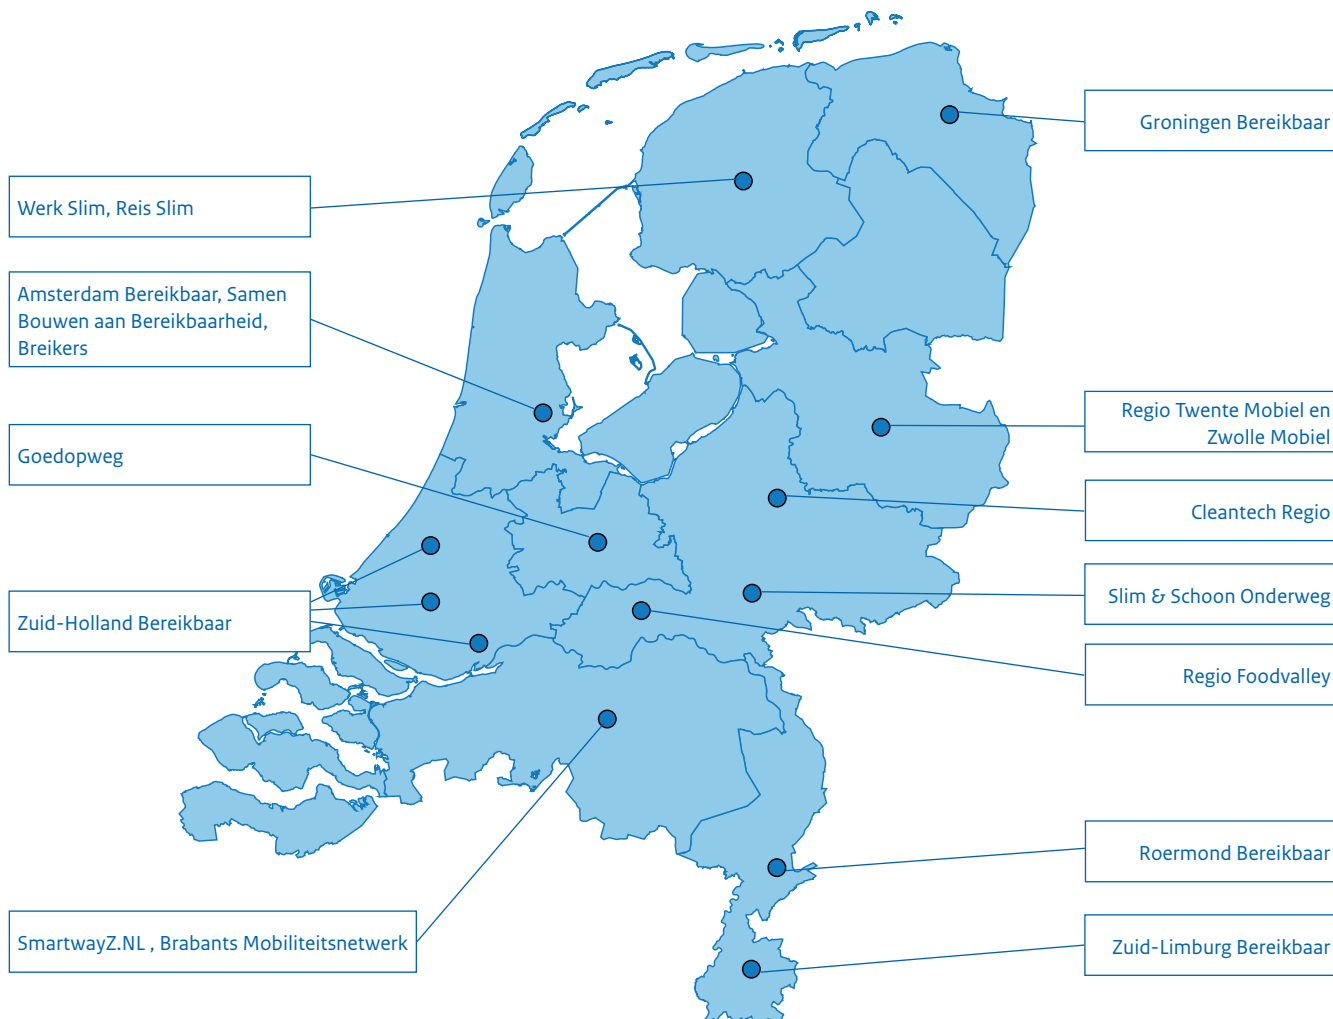 Groningen Bereikbaar
Werk Slim, Reis Slim
Amsterdam Bereikbaar, Samen
Bouwen aan Bereikbaarheid,
Breikers
Regio Twente Mobiel en
Zwolle Mobiel
Goedopweg
Cleantech Regio
Slim & Schoon Onderweg
Zuid-Holland Bereikbaar
Regio Foodvalley
Roermond Bereikbaar
SmartwayZ.NL , Brabants Mobiliteitsnetwerk
Zuid-Limburg Bereikbaar